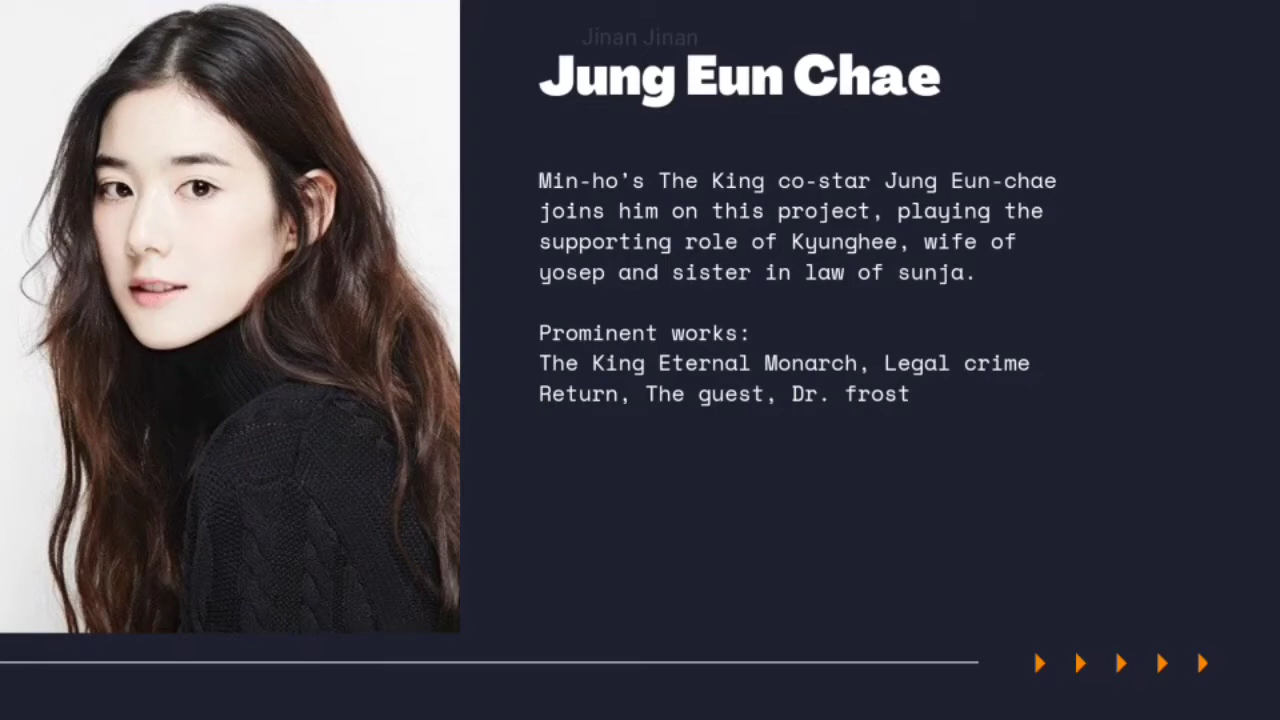 Jinan Jinan
Jung Eun Chae
Min-ho's The King co-star Jung Eun-chae
joins him on this project, playing the
supporting role of Kyunghee, wife of
yosep and sister in law of sunja.
Prominent works:
The King Eternal Monarch, Legal crime
Return, The guest, Dr. frost